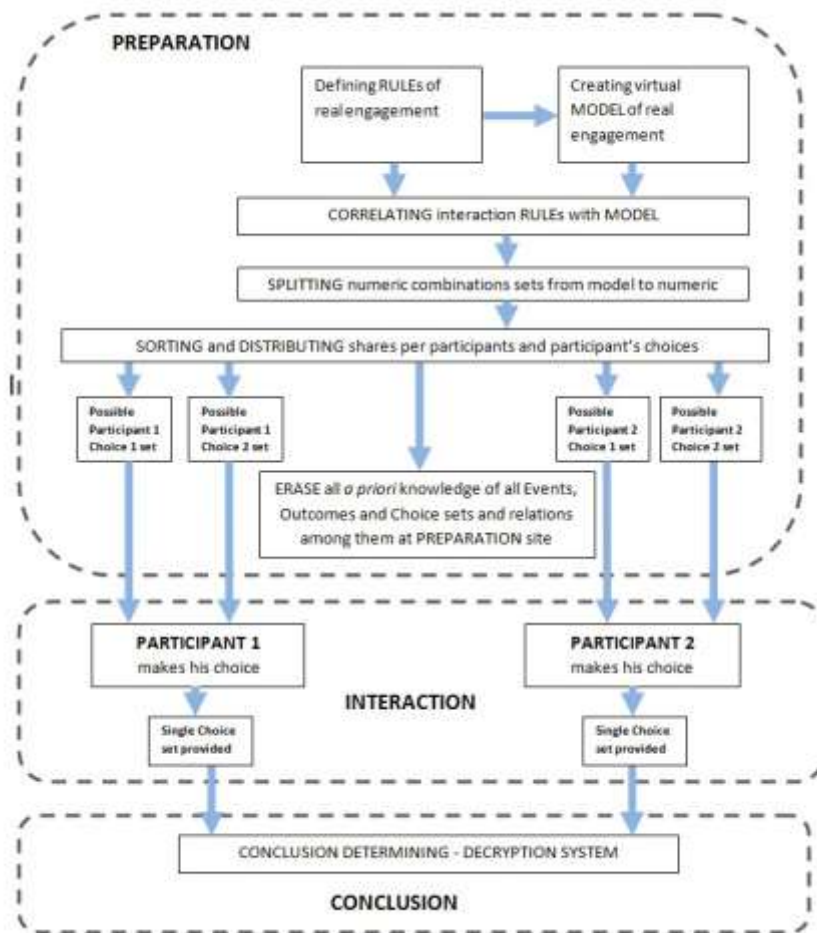 PREPARATION
Defining RULEs of
real engagement
Creating virtual
MODEL of real
engagement
CORRELATING interaction RULEs with MODEL
SPLITTING numeric combinations sets from model to numeric
SORTING and DISTRIBUTING shares per participants and participant's choices
Possible
Participant 1
Choice 1 set
Possible
Participant 1
Choice 2 set
Possible
Participant 2
Choice 1 set
Possible
Participant 2
Choice 2 set
ERASE all a priori knowledge of all Events,
Outcomes and Choice sets and relations
among them at PREPARATION site
PARTICIPANT 1
makes his choice
PARTICIPANT 2
makes his choice
INTERACTION
Single Choice
set provided
Single Choice
set provided
CONCLUSION DETERMINING - DECRYPTION SYSTEM
CONCLUSION